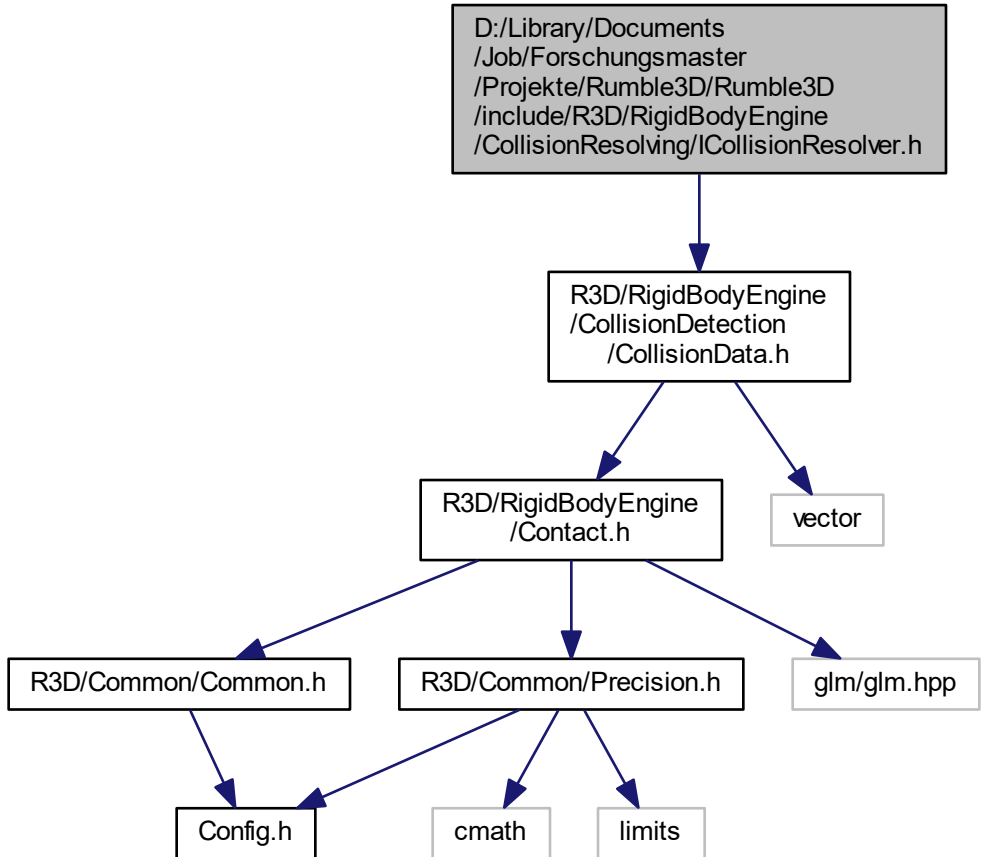 D:/Library/Documents
/Job/Forschungsmaster
/Projekte/Rumble3D/Rumble3D
/include/R3D/RigidBodyEngine
/CollisionResolving/ICollisionResolver.h
R3D/RigidBodyEngine
/CollisionDetection
/CollisionData.h
R3D/RigidBodyEngine
/Contact.h
vector
R3D/Common/Common.h
R3D/Common/Precision.h
glm/glm.hpp
Config.h
cmath
limits